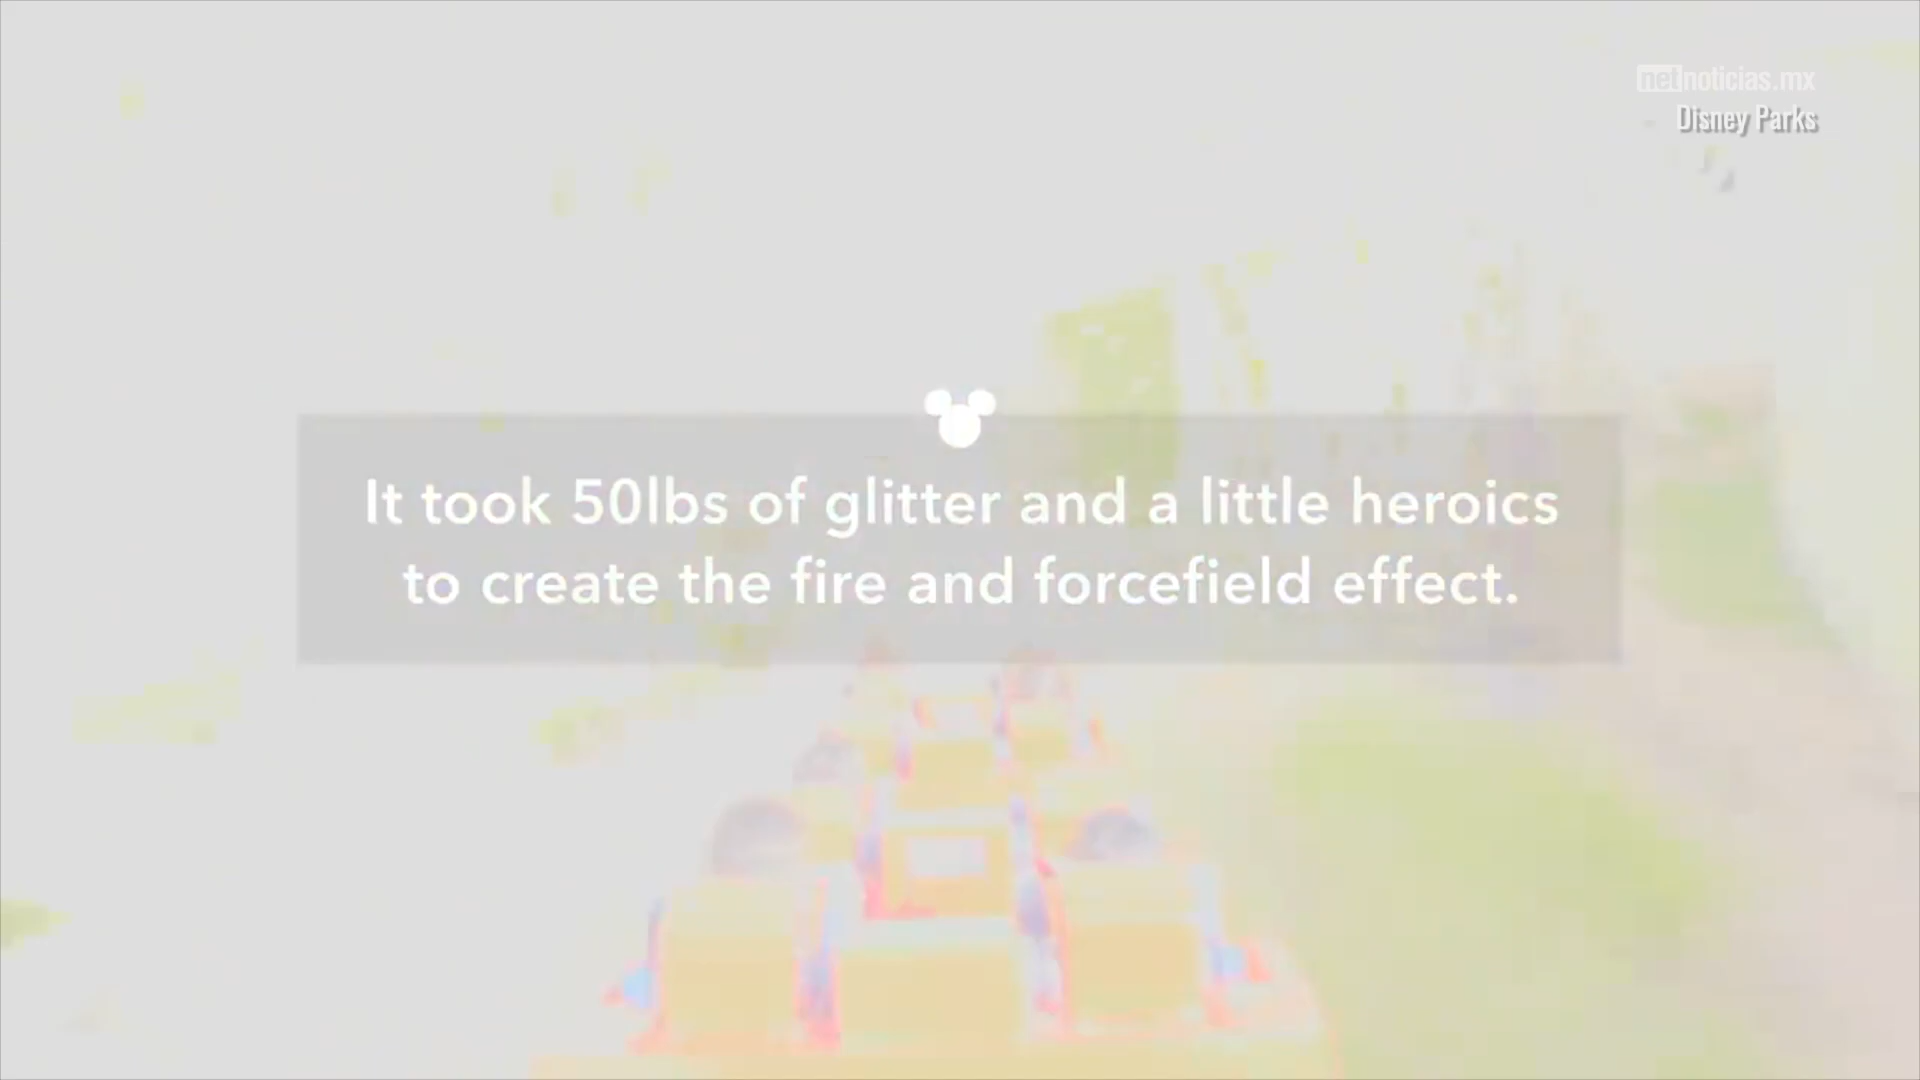 netnoticias.mx
Disney Parks
It took 50lbs of glitter and a little heroics
to create the fire and forcefield effect.